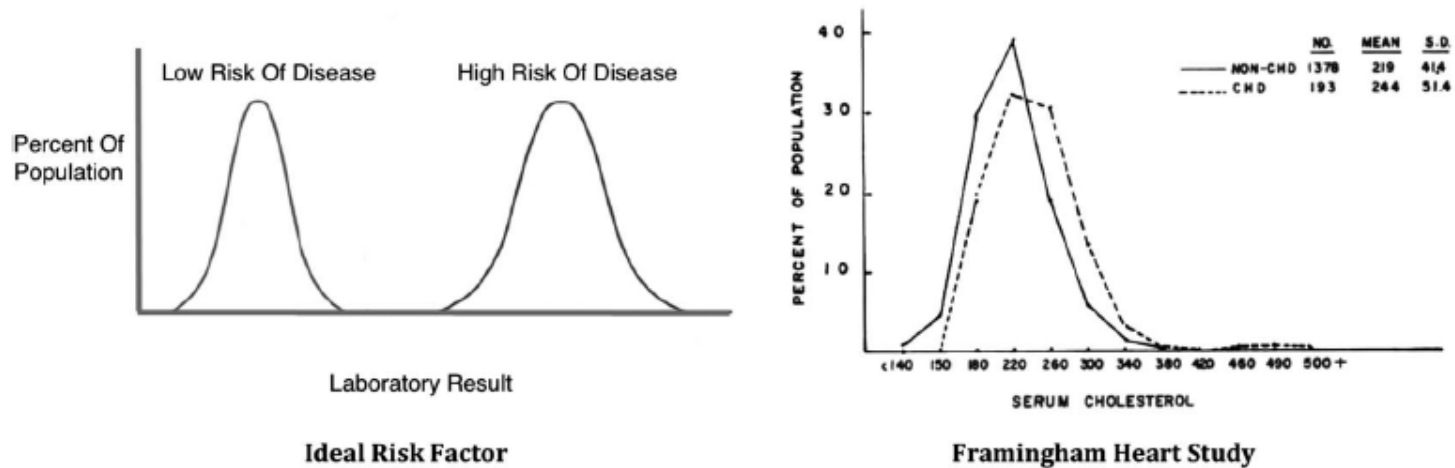 Low Risk Of Disease
High Risk Of Disease
Percent Of
Population
Laboratory Result
Ideal Risk Factor
40
30
20
10
PERCENT OF POPULATION
NO. MEAN S.D.
NON-CHD 1378 219 41.4
CHD 193 244 51.4
<140 150 180 220 260 300 340 380 420 460 490 500+
SERUM CHOLESTEROL
Framingham Heart Study